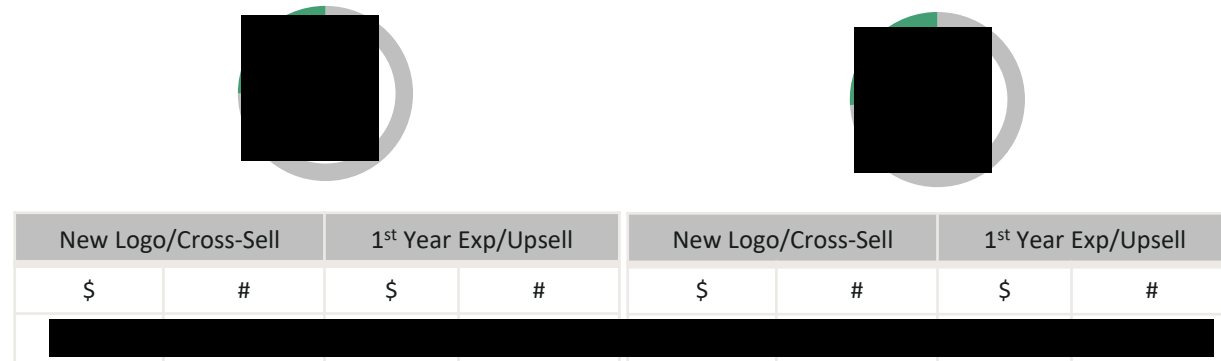 New Logo/Cross-Sell 1st Year Exp/Upsell New Logo/Cross-Sell 1st Year Exp/Upsell
$ # $ # $ # $ #